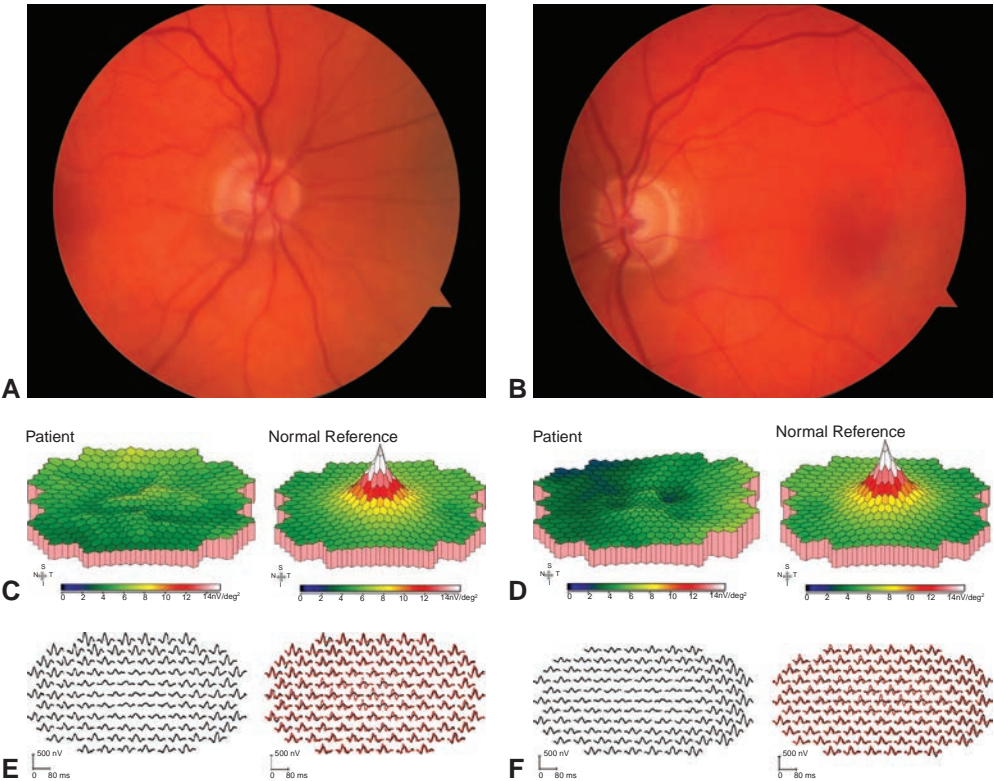 A
B
Patient
Normal Reference
Patient
Normal Reference
S
N T
I
S
N T
I
C
0 2 4 6 8 10 12 14nV/deg²
0 2 4 6 8 10 12 14nV/deg²
D
0 2 4 6 8 10 12 14nV/deg²
0 2 4 6 8 10 12 14nV/deg²
E
500 nV
0 80 ms
500 nV
0 80 ms
F
500 nV
0 80 ms
500 nV
0 80 ms